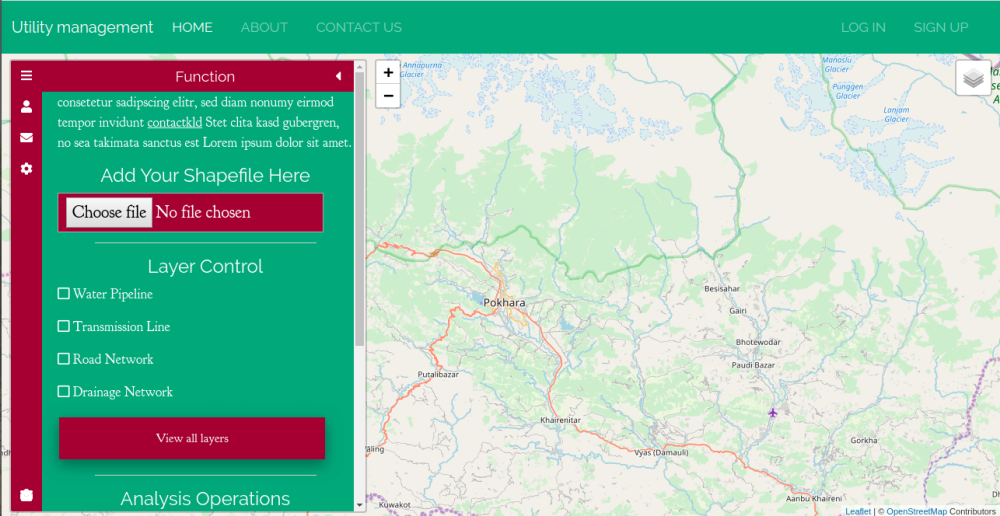 Utility management HOME ABOUT CONTACT US LOG IN SIGN UP
Function
consetetur sadipscing elitr, sed diam nonumy eirmod
tempor invidunt contactkld Stet clita kasd gubergren,
no sea takimata sanctus est Lorem ipsum dolor sit amet.
Add Your Shapefile Here
Choose file No file chosen
Layer Control
Water Pipeline
Transmission Line
Road Network
Drainage Network
View all layers
Analysis Operations
+
−
Annapurna
Glacier
Manaslu
Glacier
Punggen
Glacier
Lanjam
Glacier
Pokhara
Besisahar
Gairi
Bhotewodar
Paudi Bazar
Putalibazar
Khairenitar
Vyās (Damauli)
Gorkha
Aanbu Khaireni
Kuwakot
Leaflet | © OpenStreetMap Contributors